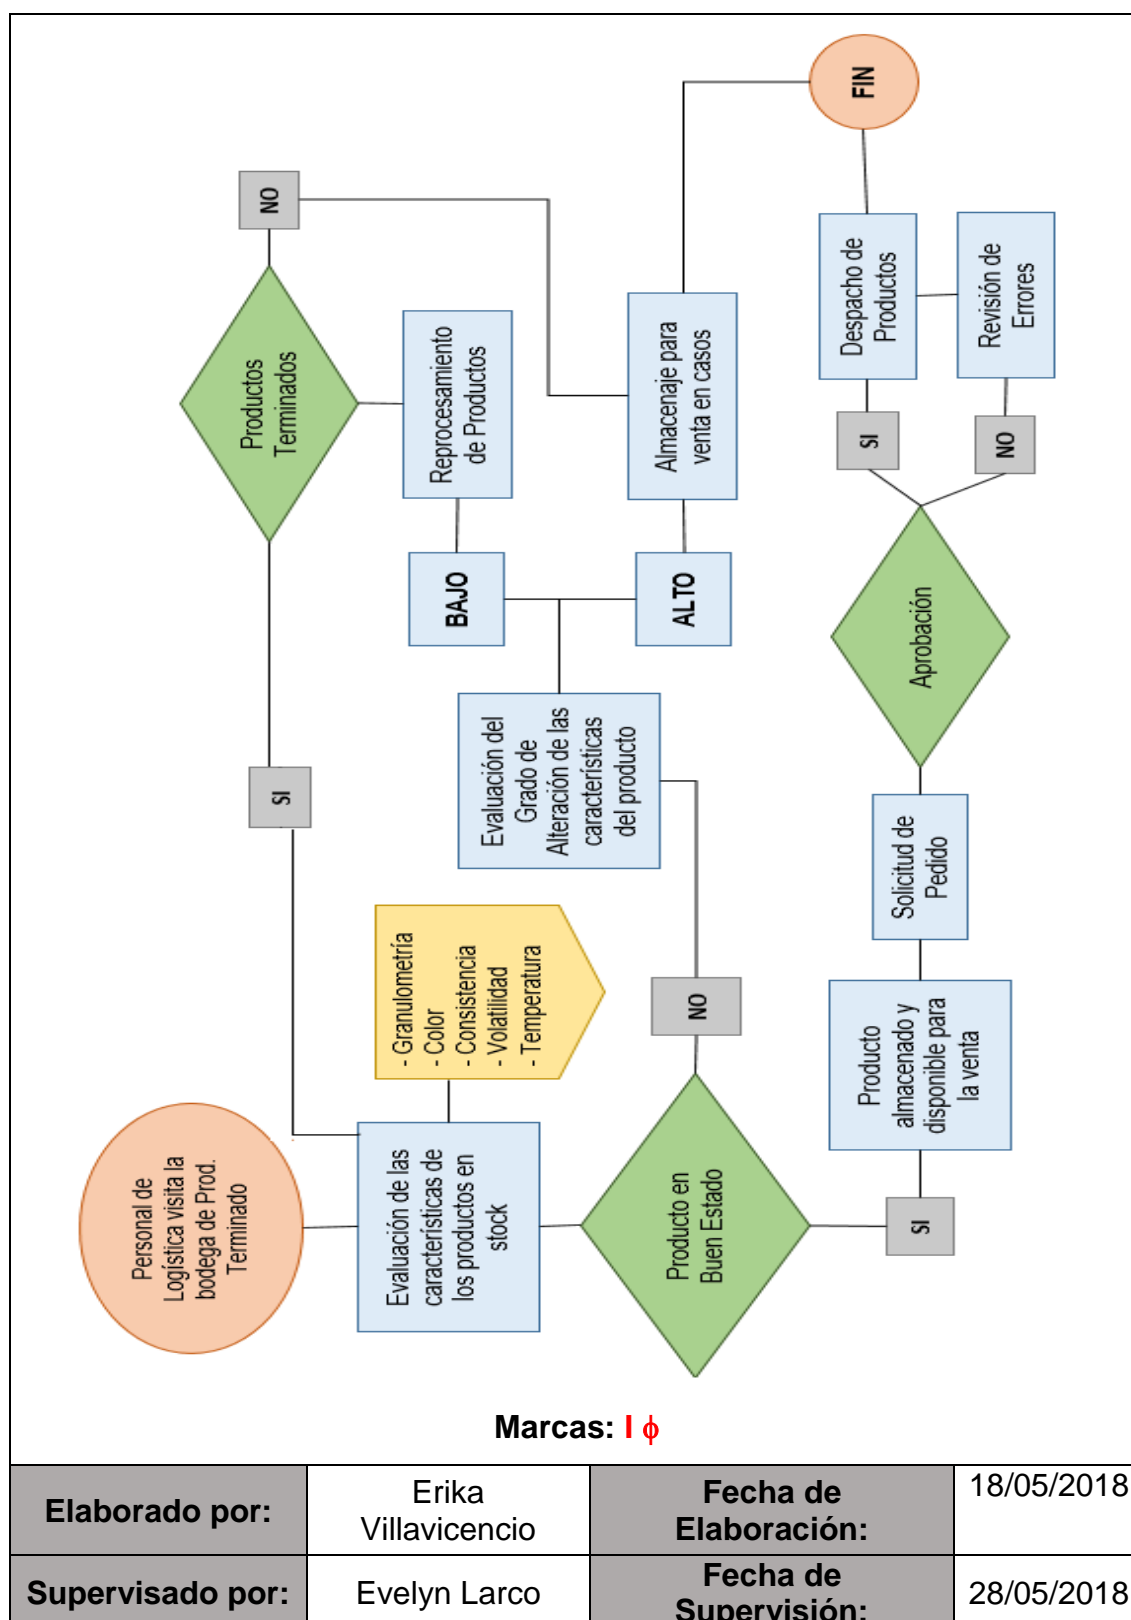 Personal de
Logística visita la
bodega de Prod.
Terminado
Evaluación de las
características de
los productos en
stock
- Granulometría
- Color
- Consistencia
- Volatilidad
- Temperatura
Producto en
Buen Estado
NO
SI
Evaluación del
Grado de
Alteración de las
características
del producto
BAJO
ALTO
Reprocesamiento
de Productos
Productos
Terminados
SI
NO
Almacenaje para
venta en casos
Producto
almacenado y
disponible para
la venta
Solicitud de
Pedido
Aprobación
SI
NO
Despacho de
Productos
Revisión de
Errores
FIN
Marcas: I ϕ
Elaborado por:
Erika
Villavicencio
Fecha de
Elaboración:
18/05/2018
Supervisado por:
Evelyn Larco
Fecha de
Supervisión:
28/05/2018